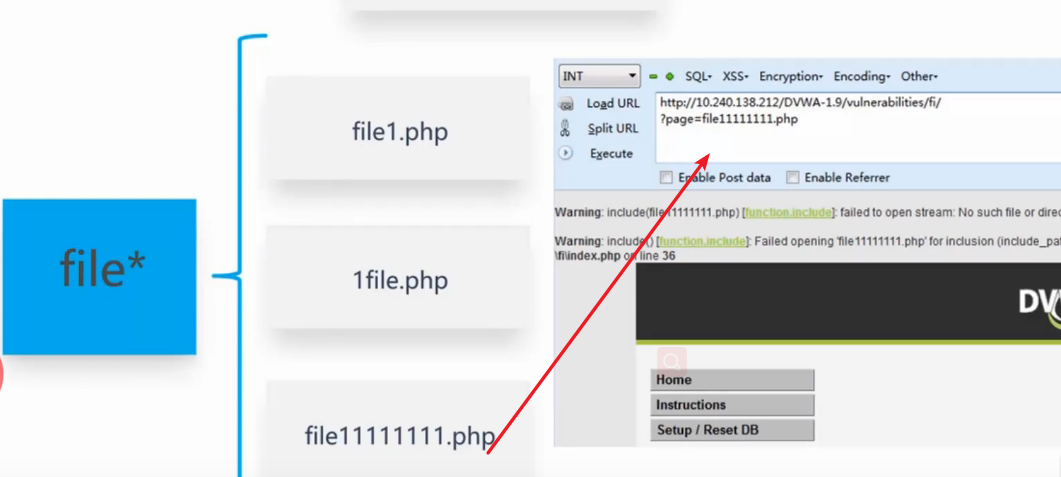 file*
file1.php
1file.php
file11111111.php
INT
SQL▾ XSS▾ Encryption▾ Encoding▾ Other▾
Load URL
Split URL
Execute
http://10.240.138.212/DVWA-1.9/vulnerabilities/fi/
?page=file11111111.php
Enable Post data Enable Referrer
Warning: include(file11111111.php) [function.include]: failed to open stream: No such file or direc
Warning: include() [function.include]: Failed opening 'file11111111.php' for inclusion (include_pa
\fi\index.php on line 36
DV
Home
Instructions
Setup / Reset DB